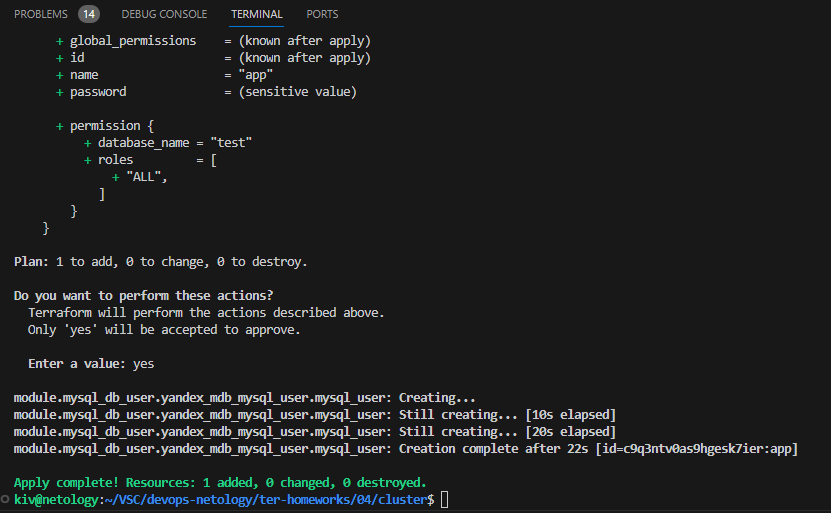 PROBLEMS 14 DEBUG CONSOLE TERMINAL PORTS
+ global_permissions    = (known after apply)
+ id                    = (known after apply)
+ name                  = "app"
+ password              = (sensitive value)
+ permission {
+ database_name = "test"
+ roles         = [
+ "ALL",
]
}
}
Plan: 1 to add, 0 to change, 0 to destroy.
Do you want to perform these actions?
Terraform will perform the actions described above.
Only 'yes' will be accepted to approve.
Enter a value: yes
module.mysql_db_user.yandex_mdb_mysql_user.mysql_user: Creating...
module.mysql_db_user.yandex_mdb_mysql_user.mysql_user: Still creating... [10s elapsed]
module.mysql_db_user.yandex_mdb_mysql_user.mysql_user: Still creating... [20s elapsed]
module.mysql_db_user.yandex_mdb_mysql_user.mysql_user: Creation complete after 22s [id=c9q3ntv0as9hgesk7ier:app]
Apply complete! Resources: 1 added, 0 changed, 0 destroyed.
kiv@netology:~/VSC/devops-netology/ter-homeworks/04/cluster$